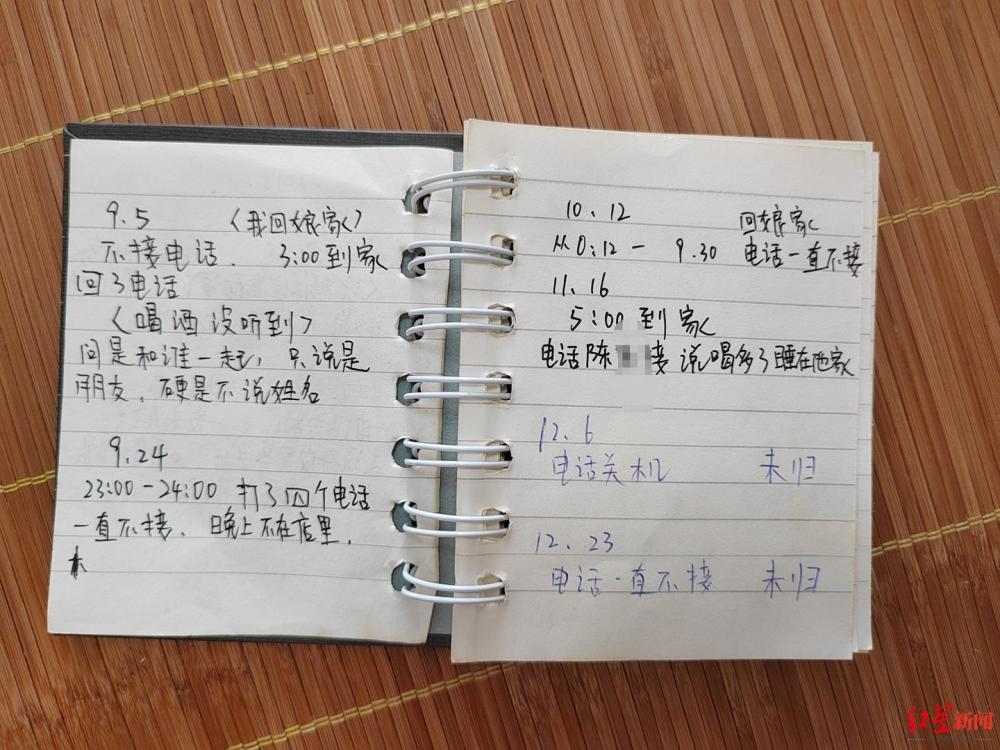 9.5 〈我回娘家〉
不接电话. 3:00到家
回了电话
〈喝酒没听到〉
问是和谁一起, 只说是
朋友, 硬是不说姓名
9.24
23:00-24:00 打了四个电话
一直不接、晚上不在店里,
10、12 回娘家
从0:12 - 9.30 电话一直不接
11、16
5:00到家
电话陈 接 说喝多了睡在他家
12、6
电话关机 未归
12、23
电话一直不接 未归
红星新闻